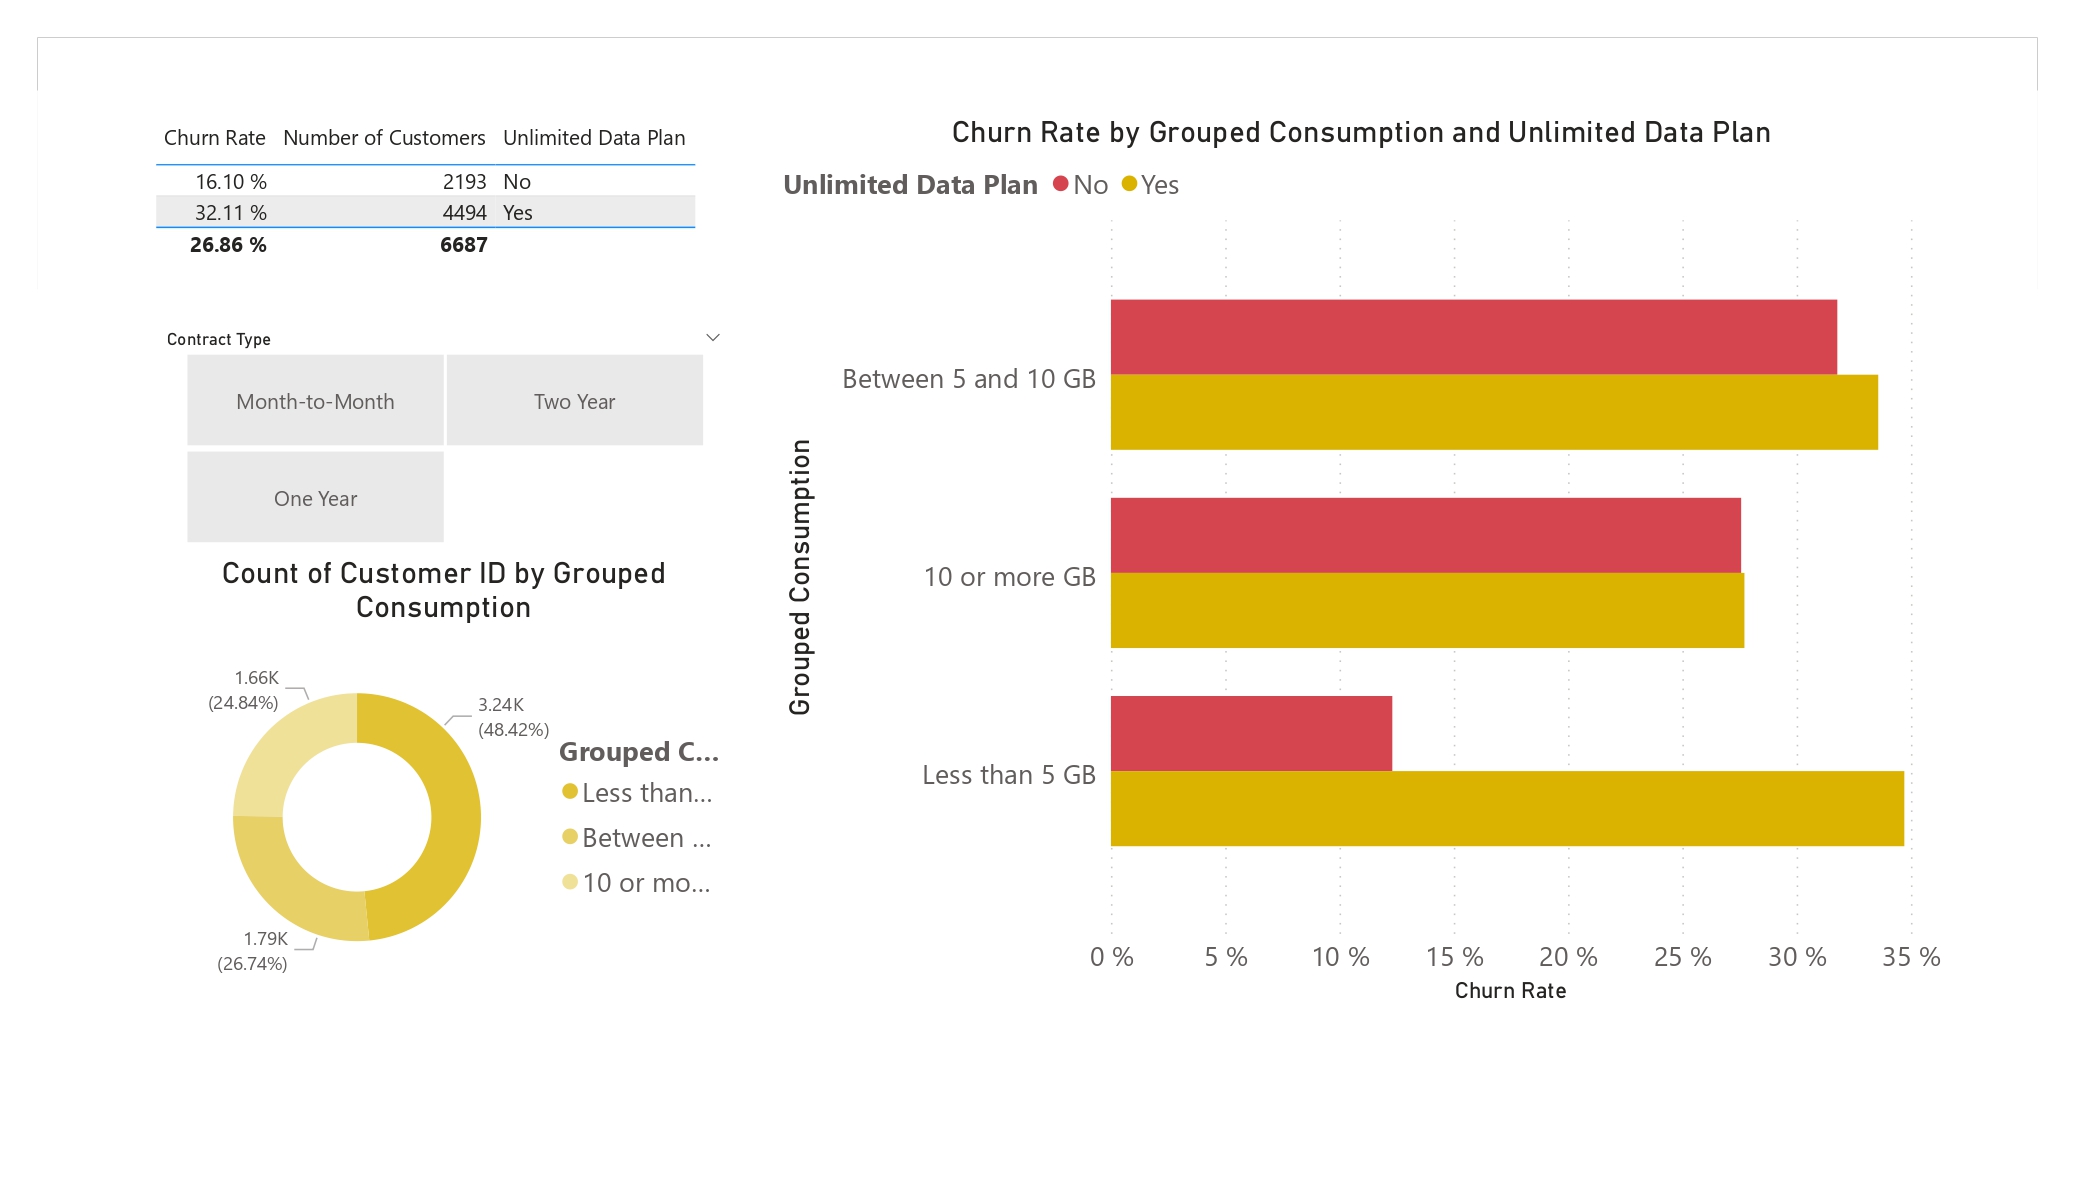 Churn Rate Number of Customers Unlimited Data Plan
16.10 % 2193 No
32.11 % 4494 Yes
26.86 % 6687
Contract Type
Month-to-Month Two Year
One Year
Count of Customer ID by Grouped
Consumption
1.66K
(24.84%)
3.24K
(48.42%)
1.79K
(26.74%)
Grouped C...
Less than...
Between ...
10 or mo...
Churn Rate by Grouped Consumption and Unlimited Data Plan
Unlimited Data Plan No Yes
Grouped Consumption
Between 5 and 10 GB
10 or more GB
Less than 5 GB
0 % 5 % 10 % 15 % 20 % 25 % 30 % 35 %
Churn Rate